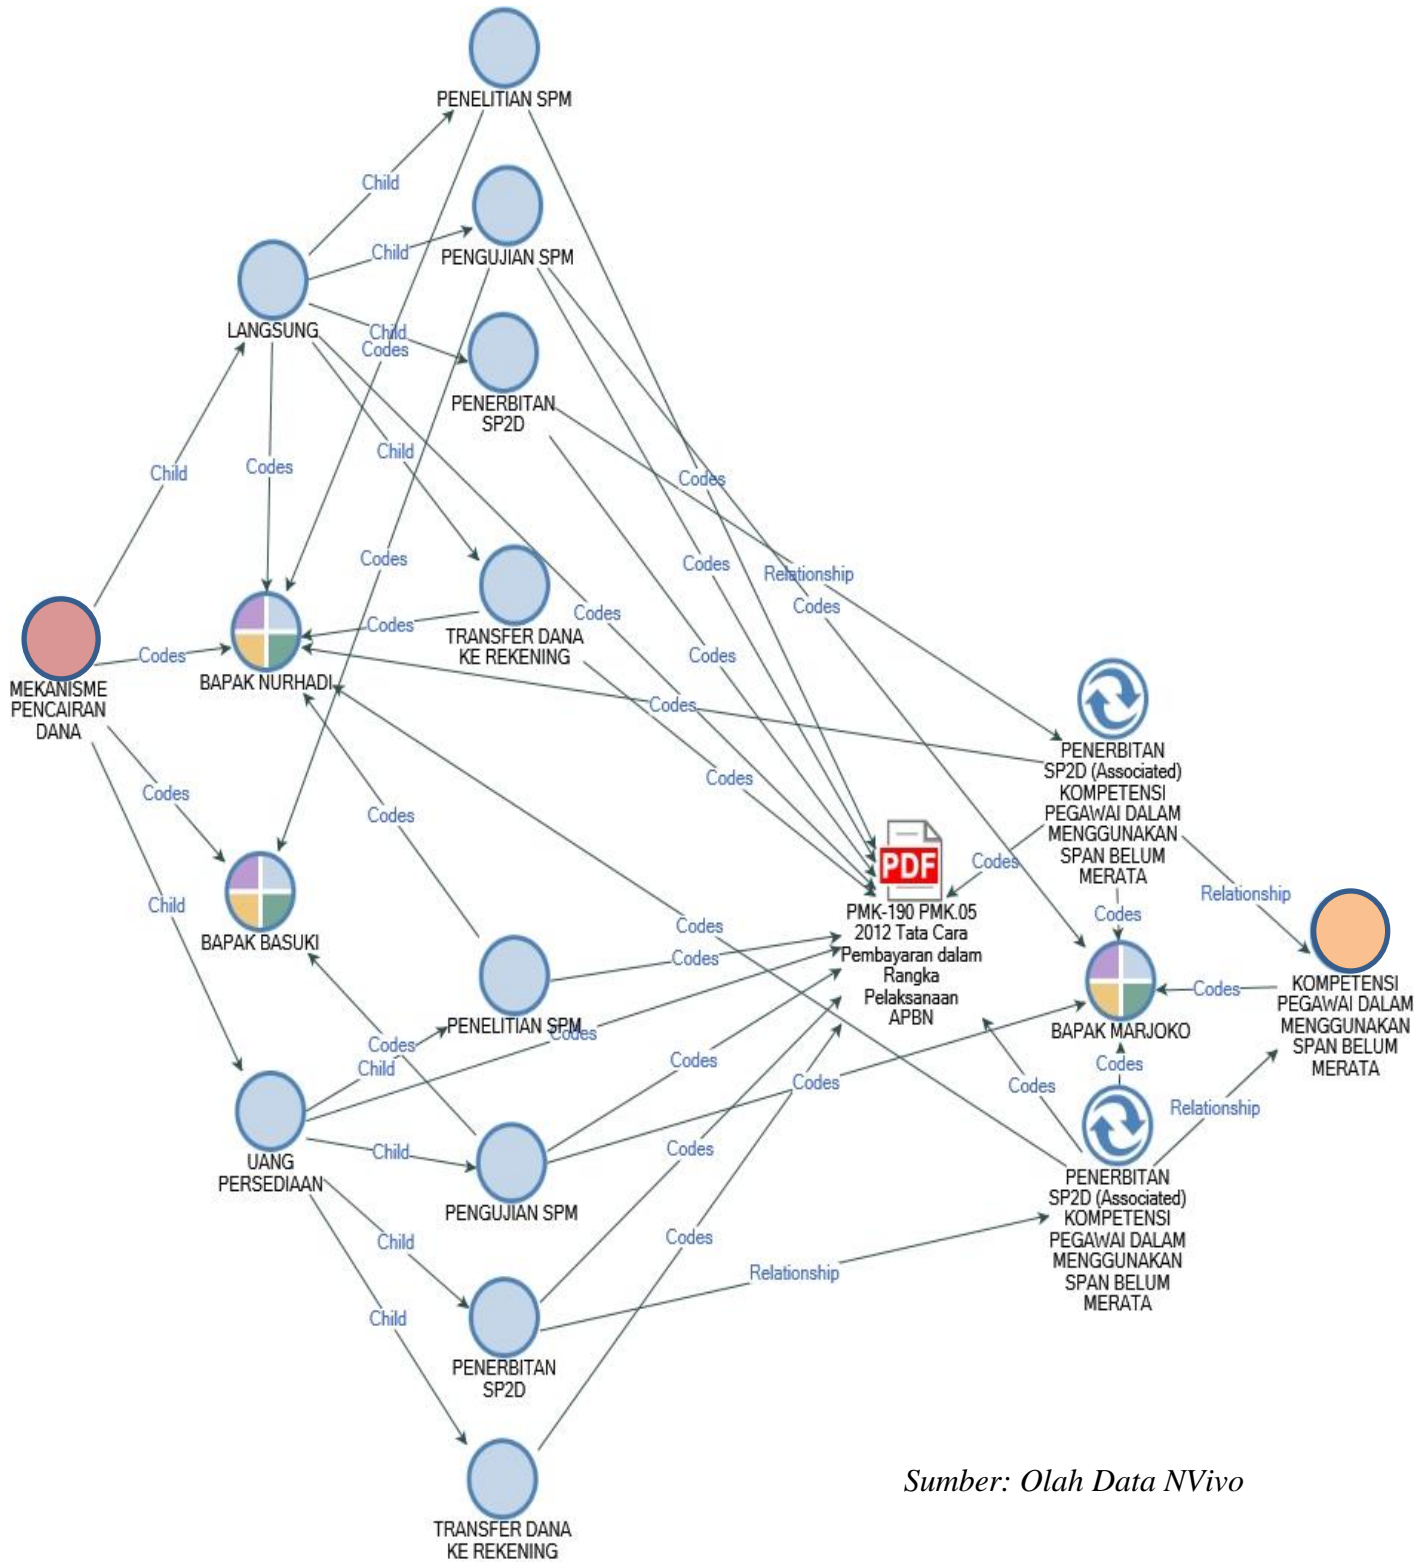 PENELITIAN SPM
Child
PENGUJIAN SPM
Child
LANGSUNG
Child
Codes
PENERBITAN
SP2D
Child
Codes
Child
Codes
Codes
Codes
Relationship
Codes
Codes
Codes
TRANSFER DANA
KE REKENING
Codes
Codes
Codes
MEKANISME
PENCAIRAN
DANA
BAPAK NURHADI
Codes
PENERBITAN
SP2D (Associated)
KOMPETENSI
PEGAWAI DALAM
MENGGUNAKAN
SPAN BELUM
MERATA
Codes
Codes
Codes
PDF
Codes
Relationship
Child
Codes
Codes
PMK-190 PMK.05
2012 Tata Cara
Pembayaran dalam
Rangka
Pelaksanaan
APBN
BAPAK BASUKI
Codes
Codes
KOMPETENSI
PEGAWAI DALAM
MENGGUNAKAN
SPAN BELUM
MERATA
BAPAK MARJOKO
PENELITIAN SPM
Codes
Codes
Child
Codes
Codes
Codes
Codes
Relationship
UANG
PERSEDIAAN
Child
Codes
PENGUJIAN SPM
PENERBITAN
SP2D (Associated)
KOMPETENSI
PEGAWAI DALAM
MENGGUNAKAN
SPAN BELUM
MERATA
Child
Codes
Relationship
Child
PENERBITAN
SP2D
TRANSFER DANA
KE REKENING
Sumber: Olah Data NVivo